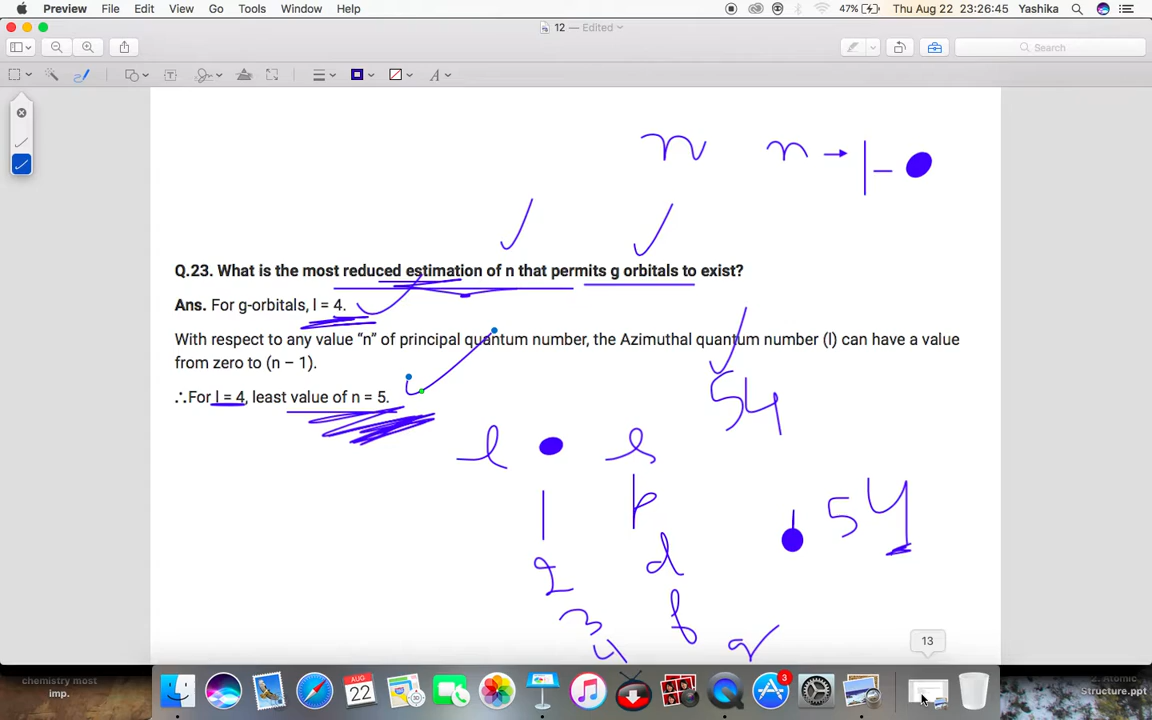 Preview File Edit View Go Tools Window Help 47% Thu Aug 22 23:26:45 Yashika
12 — Edited
Search
n n → 1 -
Q.23. What is the most reduced estimation of n that permits g orbitals to exist?
Ans. For g-orbitals, l = 4.
With respect to any value “n” of principal quantum number, the Azimuthal quantum number (l) can have a value
from zero to (n − 1).
∴For l = 4, least value of n = 5.
54
l s
1 p
54
2 d
3 f
4 g
13
chemistry most
imp.
AUG
22
3
2. Atomic
Structure.ppt